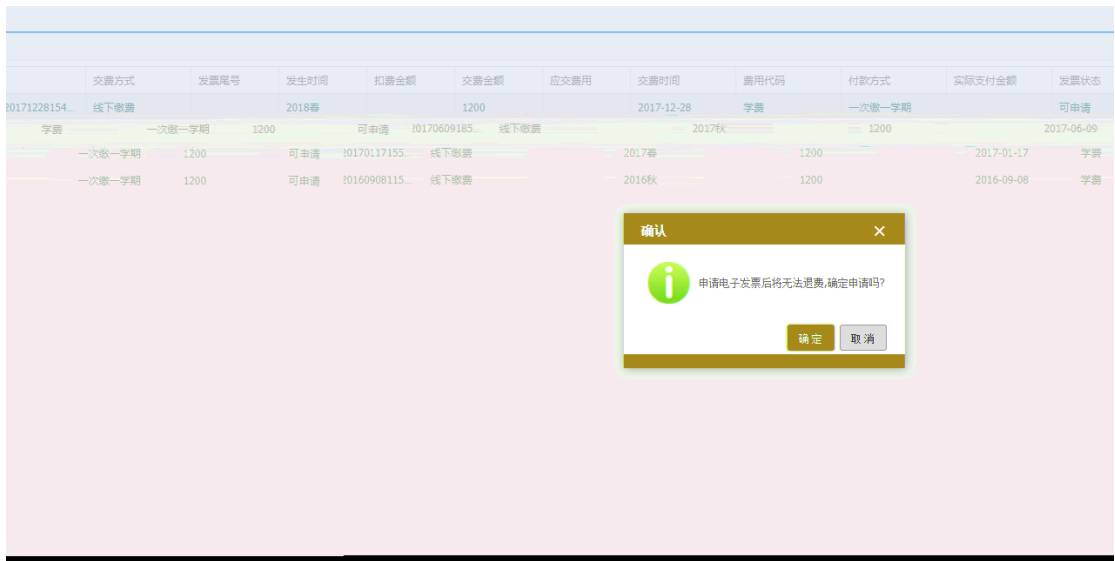 交费方式 发票尾号 发生时间 扣费金额 交费金额 应交费用 交费时间 费用代码 付款方式 实际支付金额 发票状态
20171228154... 线下缴费 2018春 1200 2017-12-28 学费 一次缴一学期 可申请
学费 一次缴一学期 1200 可申请 20170609185... 线下缴费 2017秋 1200 2017-06-09
一次缴一学期 1200 可申请 20170117155... 线下缴费 2017春 1200 2017-01-17 学费
一次缴一学期 1200 可申请 20160908115... 线下缴费 2016秋 1200 2016-09-08 学费
确认
申请电子发票后将无法退费,确定申请吗?
确定 取消